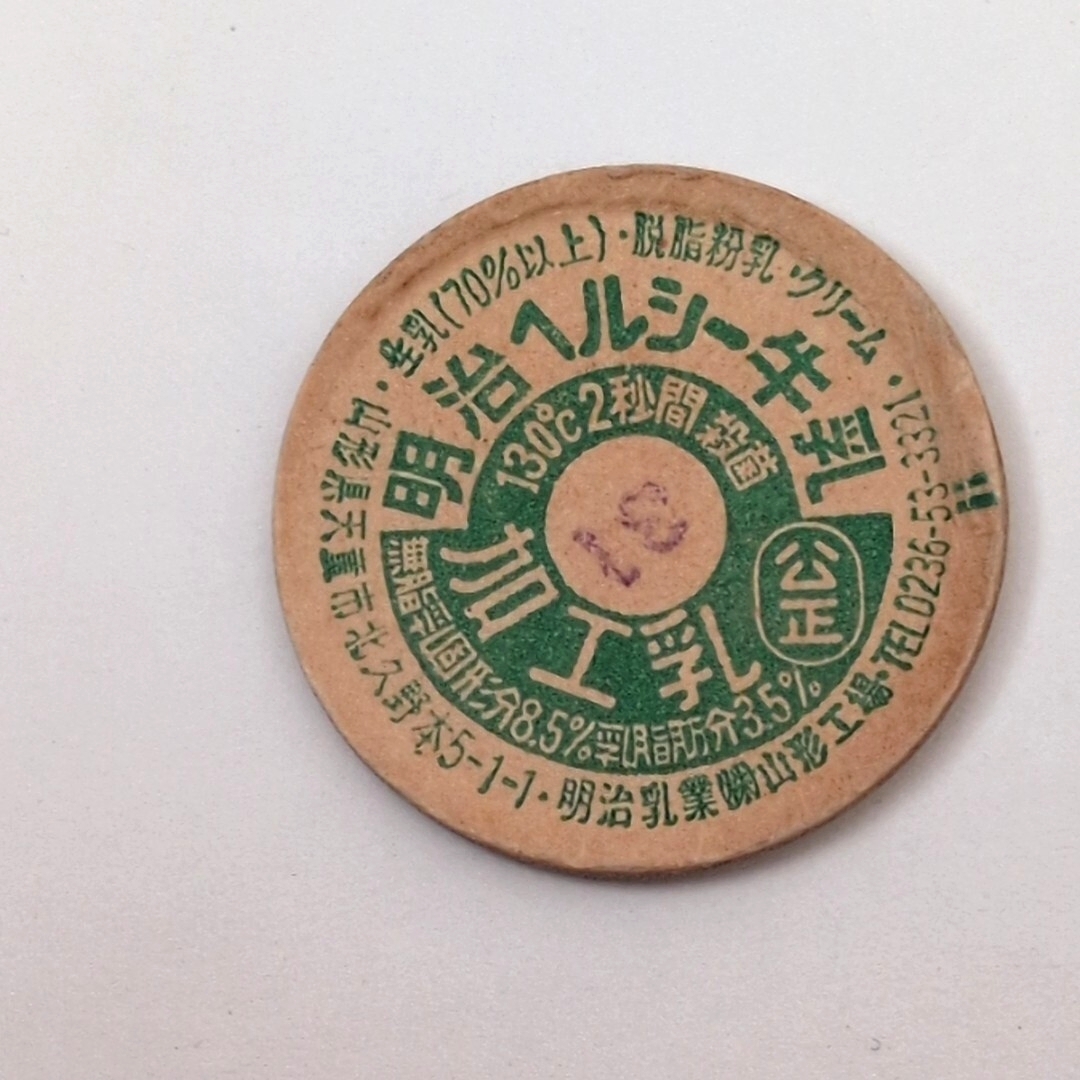 生乳(70%以上)・脱脂粉乳・クリーム・
山形県天童市北久野本5-1-1・明治乳業㈱山形工場・TEL0236-53-3321・
明治ヘルシー牛乳
130℃2秒間殺菌
加工乳
公正
無脂乳固形分8.5%乳脂肪分3.5%